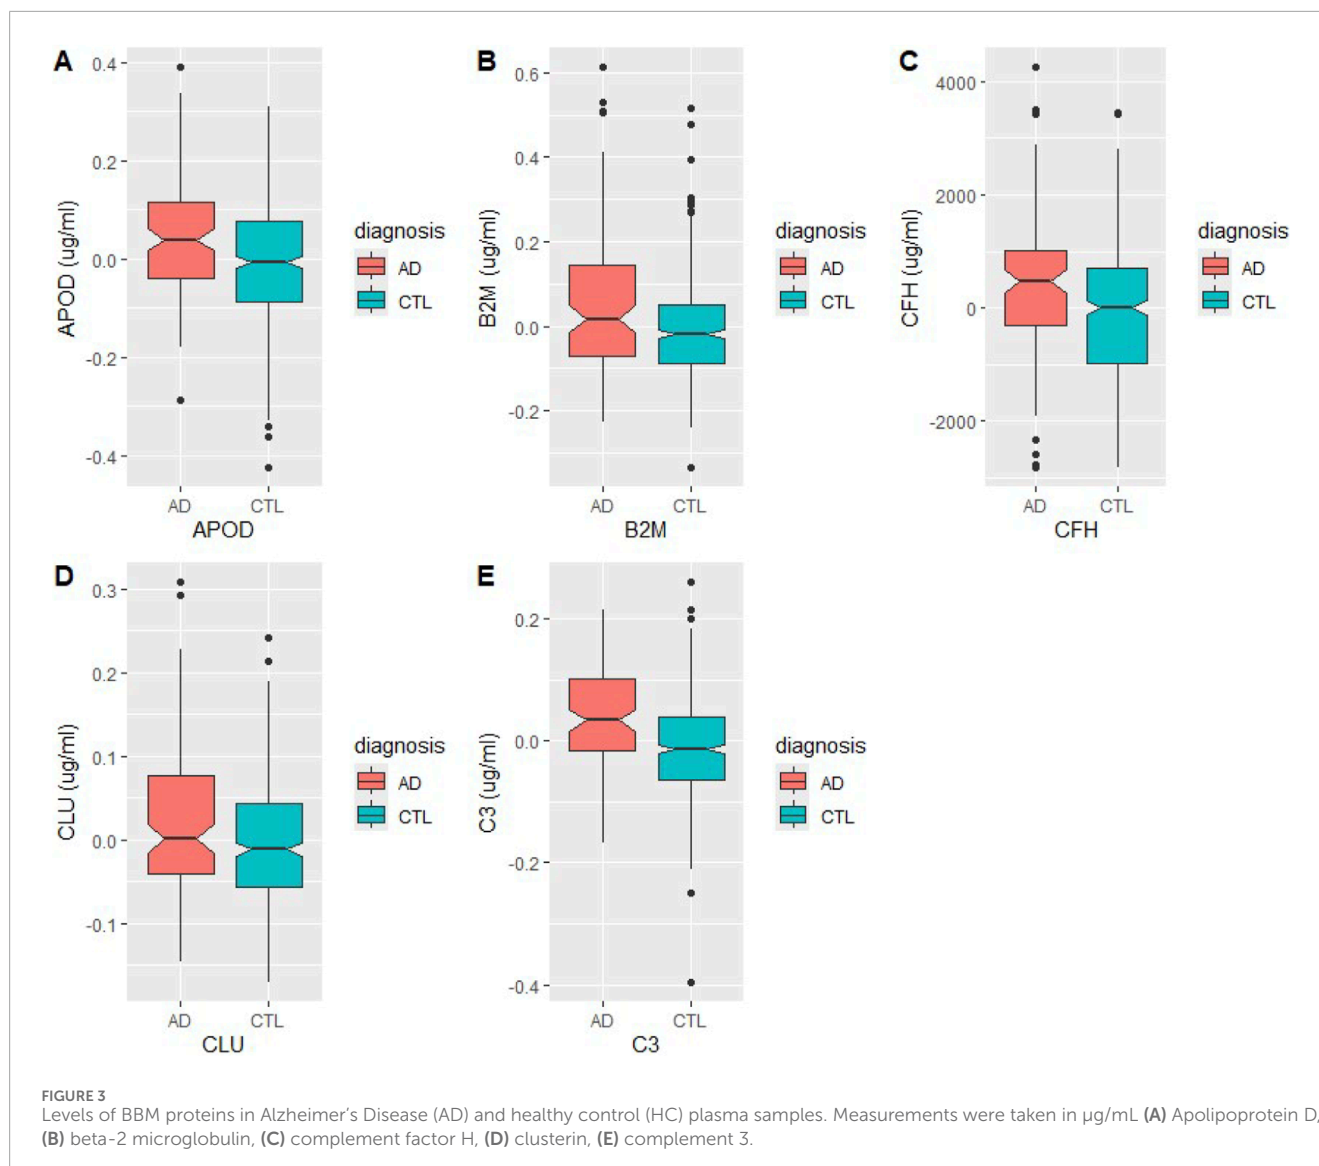 A
0.4
0.2
0.0
-0.2
-0.4
APOD (ug/ml)
AD
CTL
APOD
diagnosis
AD
CTL
B
0.6
0.4
0.2
0.0
-0.2
B2M (ug/ml)
AD
CTL
B2M
diagnosis
AD
CTL
C
4000
2000
0
-2000
CFH (ug/ml)
AD
CTL
CFH
diagnosis
AD
CTL
D
0.3
0.2
0.1
0.0
-0.1
CLU (ug/ml)
AD
CTL
CLU
diagnosis
AD
CTL
E
0.2
0.0
-0.2
-0.4
C3 (ug/ml)
AD
CTL
C3
diagnosis
AD
CTL
FIGURE 3
Levels of BBM proteins in Alzheimer's Disease (AD) and healthy control (HC) plasma samples. Measurements were taken in µg/mL (A) Apolipoprotein D,
(B) beta-2 microglobulin, (C) complement factor H, (D) clusterin, (E) complement 3.